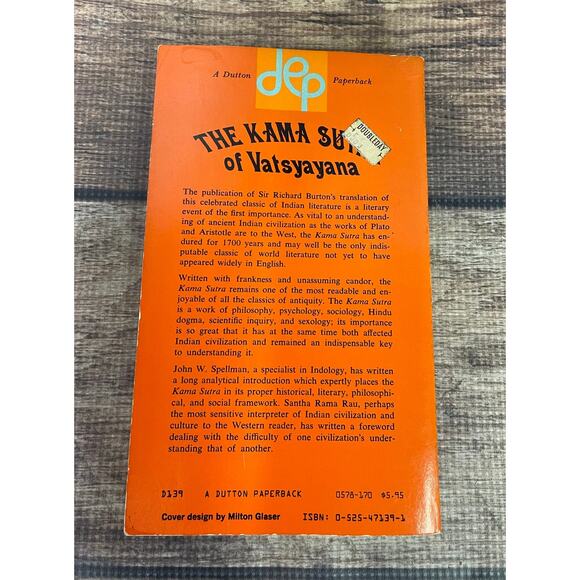 A Dutton dep Paperback
THE KAMA
of Vatsyayana
DOUBLEDAY
The publication of Sir Richard Burton's translation of
this celebrated classic of Indian literature is a literary
event of the first importance. As vital to an understand-
ing of ancient Indian civilization as the works of Plato
and Aristotle are to the West, the Kama Sutra has en-
dured for 1700 years and may well be the only indis-
putable classic of world literature not yet to have
appeared widely in English.
Written with frankness and unassuming candor, the
Kama Sutra remains one of the most readable and en-
joyable of all the classics of antiquity. The Kama Sutra
is a work of philosophy, psychology, sociology, Hindu
dogma, scientific inquiry, and sexology; its importance
is so great that it has at the same time both affected
Indian civilization and remained an indispensable key
to understanding it.
John W. Spellman, a specialist in Indology, has written
a long analytical introduction which expertly places the
Kama Sutra in its proper historical, literary, philosophi-
cal, and social framework. Santha Rama Rau, perhaps
the most sensitive interpreter of Indian civilization and
culture to the Western reader, has written a foreword
dealing with the difficulty of one civilization's under-
standing that of another.
D139 A DUTTON PAPERBACK 0578-170 $5.95
Cover design by Milton Glaser ISBN: 0-525-47139-1